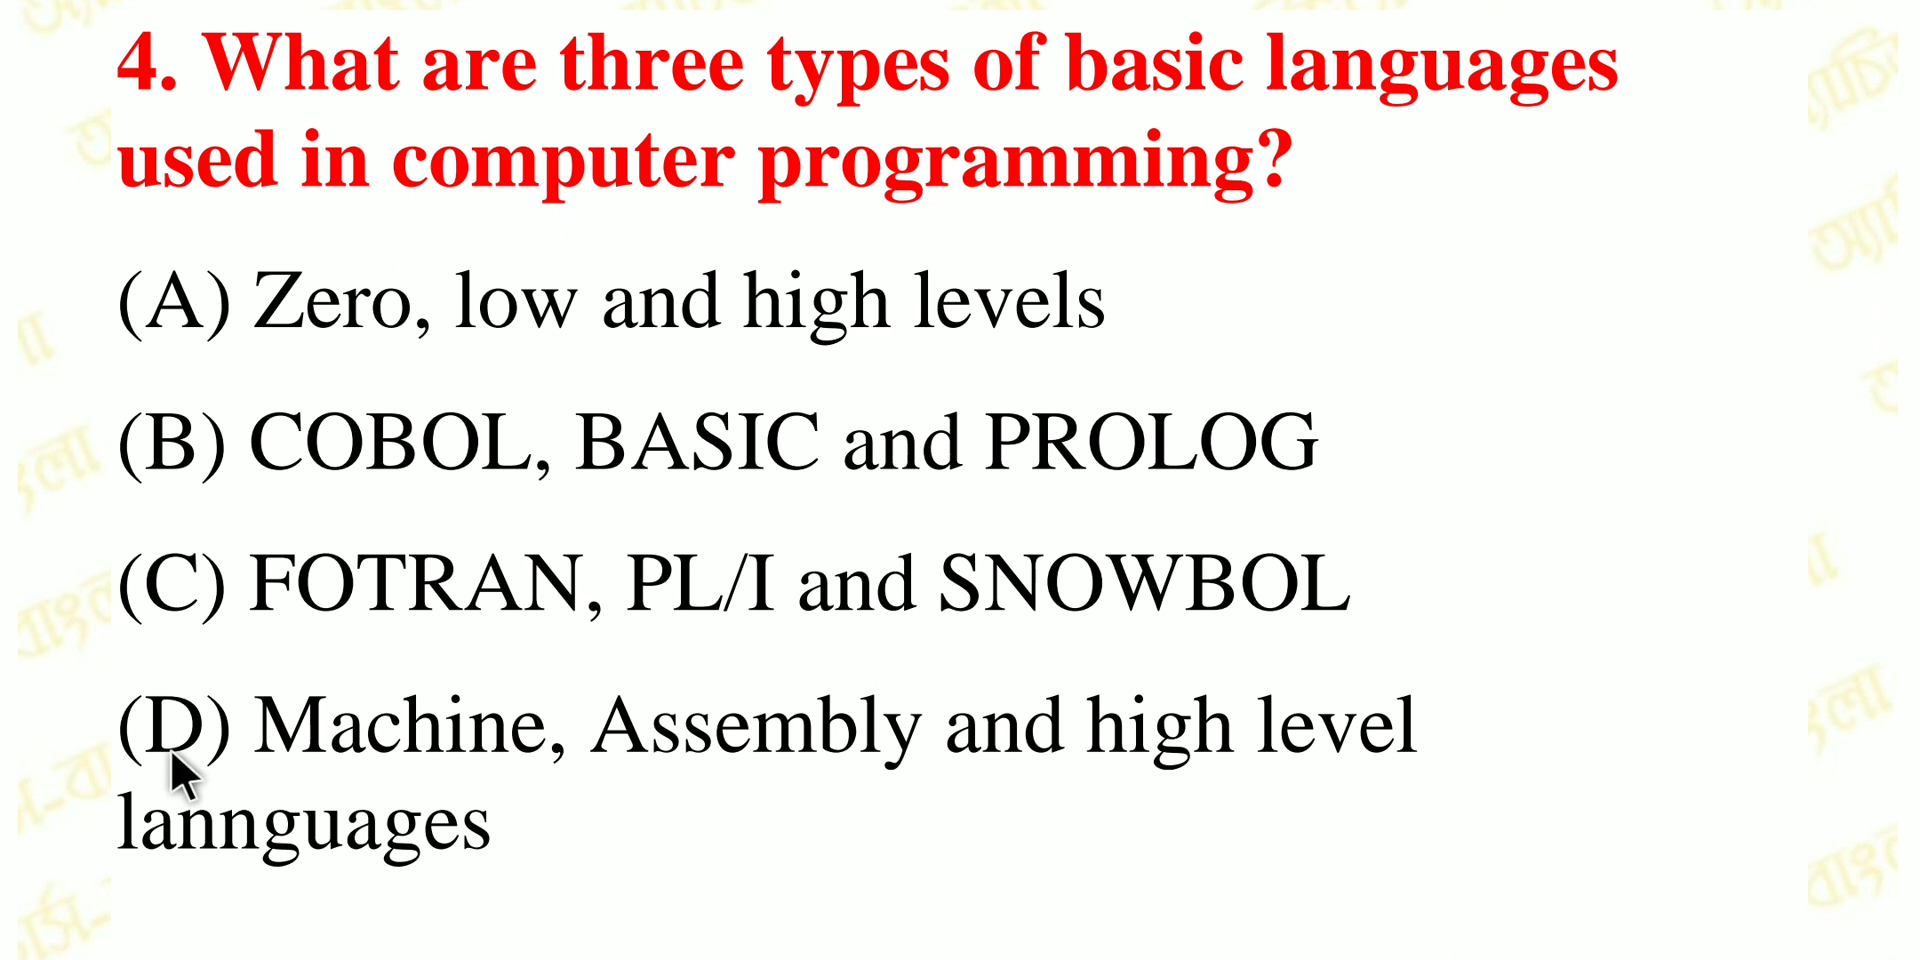 4. What are three types of basic languages
used in computer programming?
(A) Zero, low and high levels
(B) COBOL, BASIC and PROLOG
(C) FOTRAN, PL/I and SNOWBOL
(D) Machine, Assembly and high level
lannguages